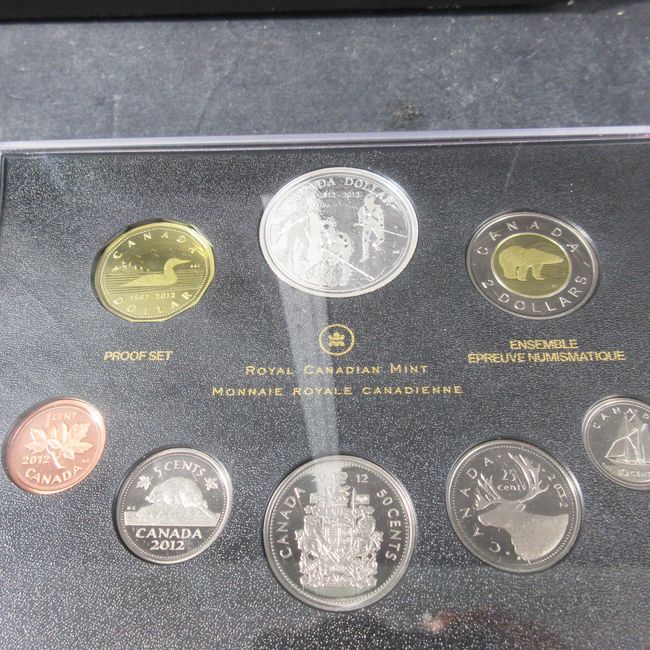 CANADA DOLLAR
1812-2012
CANADA
1987-2012
DOLLAR
CANADA
2 DOLLARS
PROOF SET
ENSEMBLE
ÉPREUVE NUMISMATIQUE
ROYAL CANADIAN MINT
MONNAIE ROYALE CANADIENNE
1 CENT
2012
CANADA
5 CENTS
CANADA
2012
CANADA
12
50 CENTS
CANADA
25
cents
2012
CANADA
10 CENTS